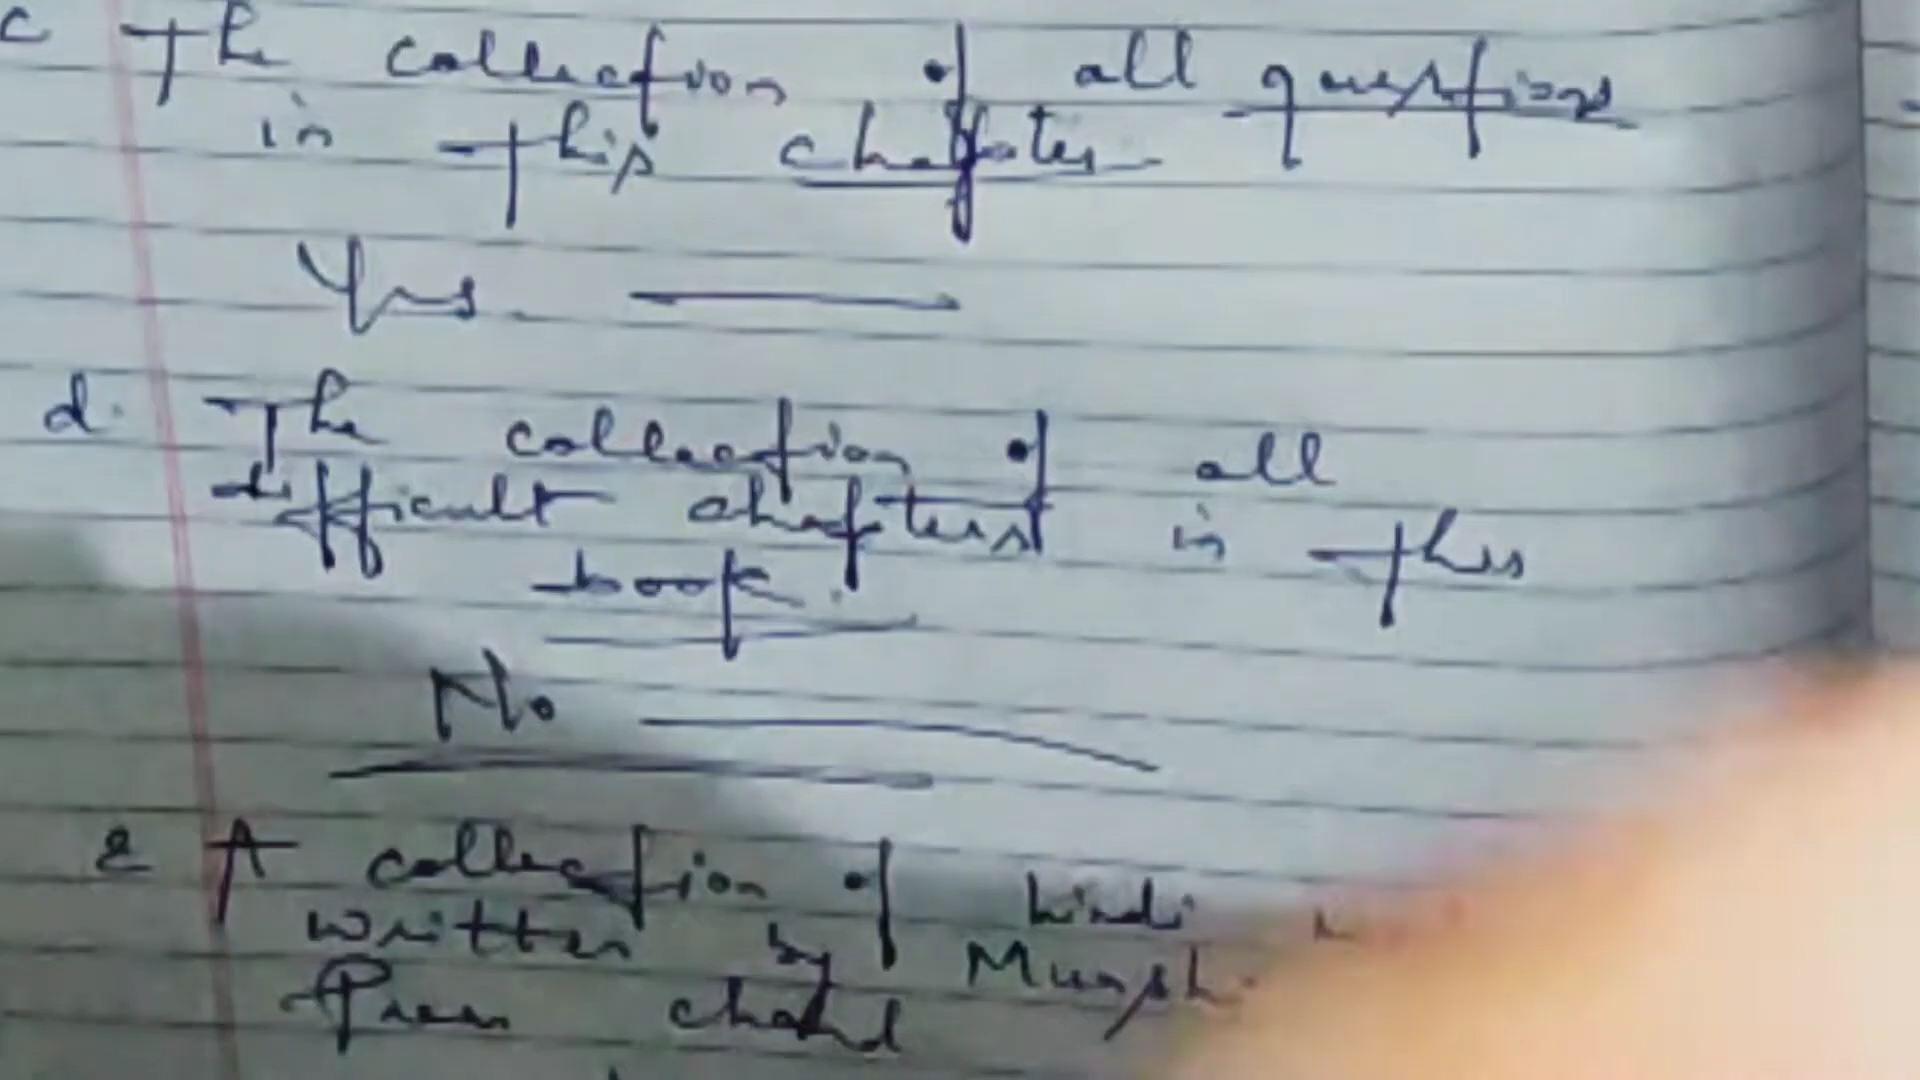 c The collection of all questions
in this chapter
Yes.
d. The collection of all
difficult chapters in this
book.
No
e A collection of hindi
written by Munshi
Prem chand